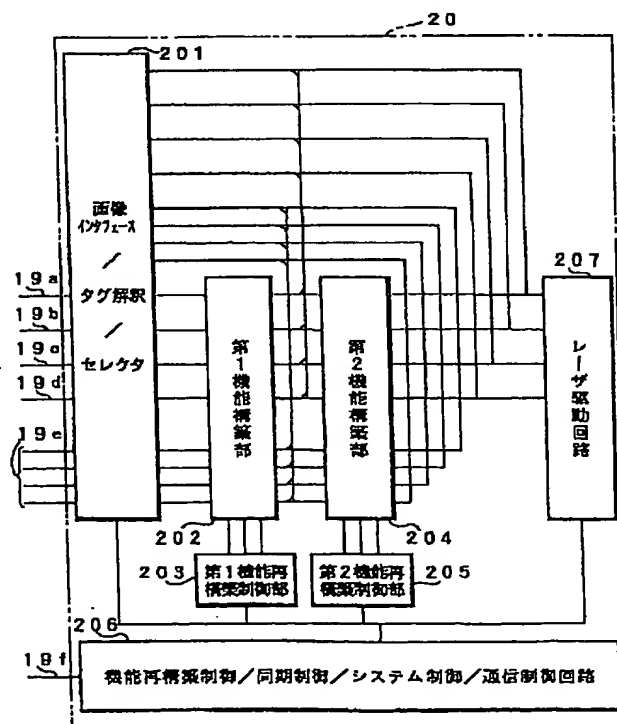 20
201
画像
インタフェース
/
タグ解釈
/
セレクタ
19a
19b
19c
19d
19e
第1機能構築部
第2機能構築部
207
レーザ駆動回路
202
204
203
第1機能再
構築制御部
第2機能再
構築制御部
205
206
19f
機能再構築制御/同期制御/システム制御/通信制御回路